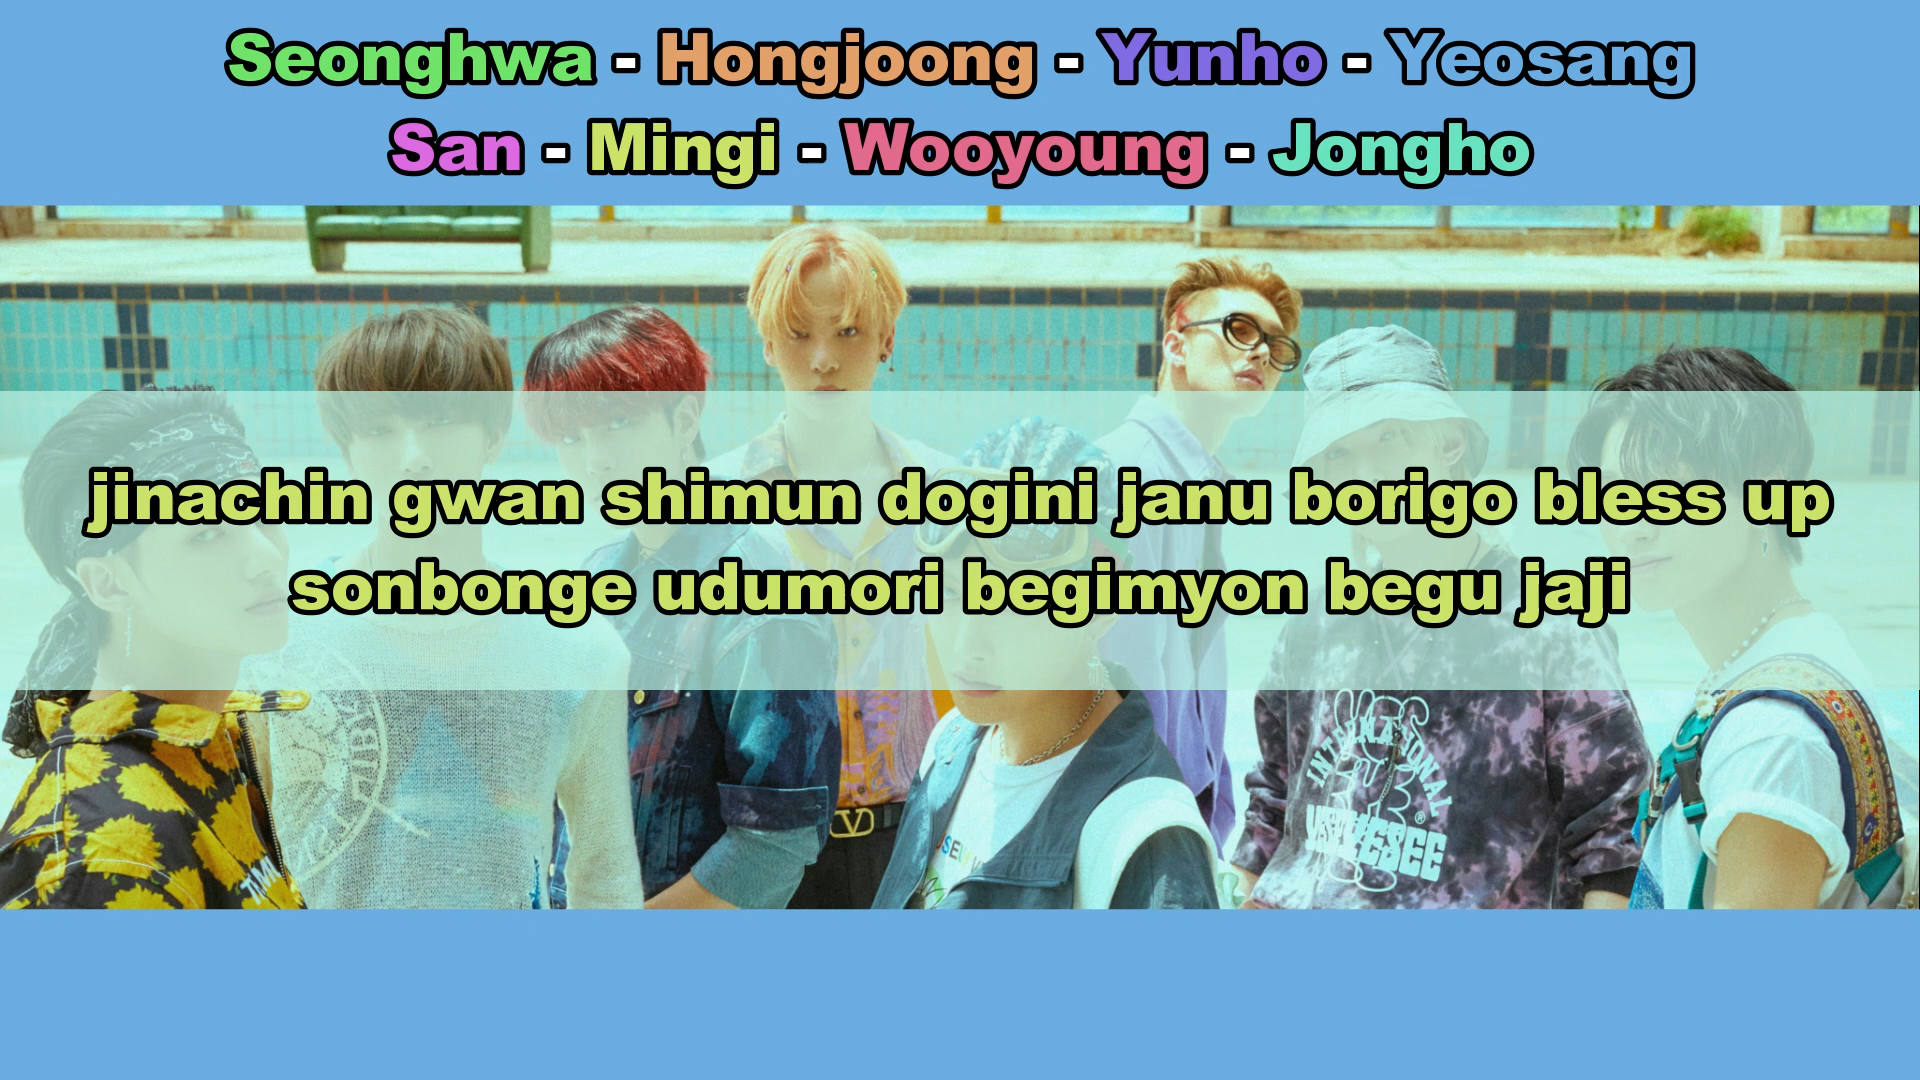 Seonghwa - Hongjoong - Yunho - Yeosang
San - Mingi - Wooyoung - Jongho
jinachin gwan shimun dogini janu borigo bless up
sonbonge udumori begimyon begu jaji
INTERNATIONAL